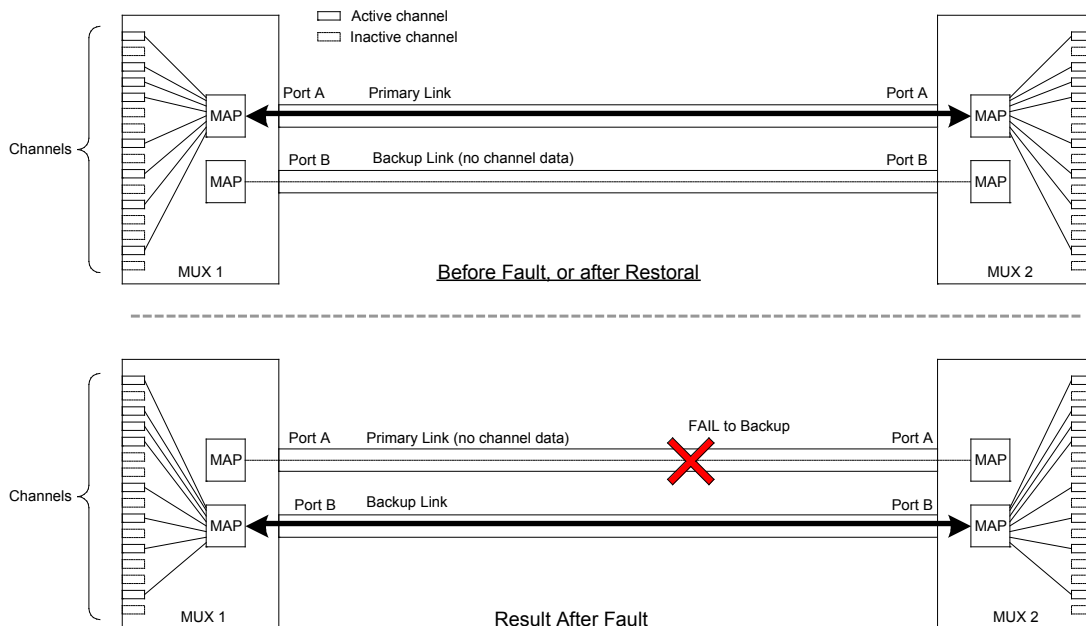 Active channel
Inactive channel
Port A Primary Link Port A
MAP MAP
Channels
Port B Backup Link (no channel data) Port B
MAP MAP
MUX 1 Before Fault, or after Restoral MUX 2
FAIL to Backup
Port A Primary Link (no channel data) Port A
MAP MAP
Channels
Port B Backup Link Port B
MAP MAP
MUX 1 Result After Fault MUX 2